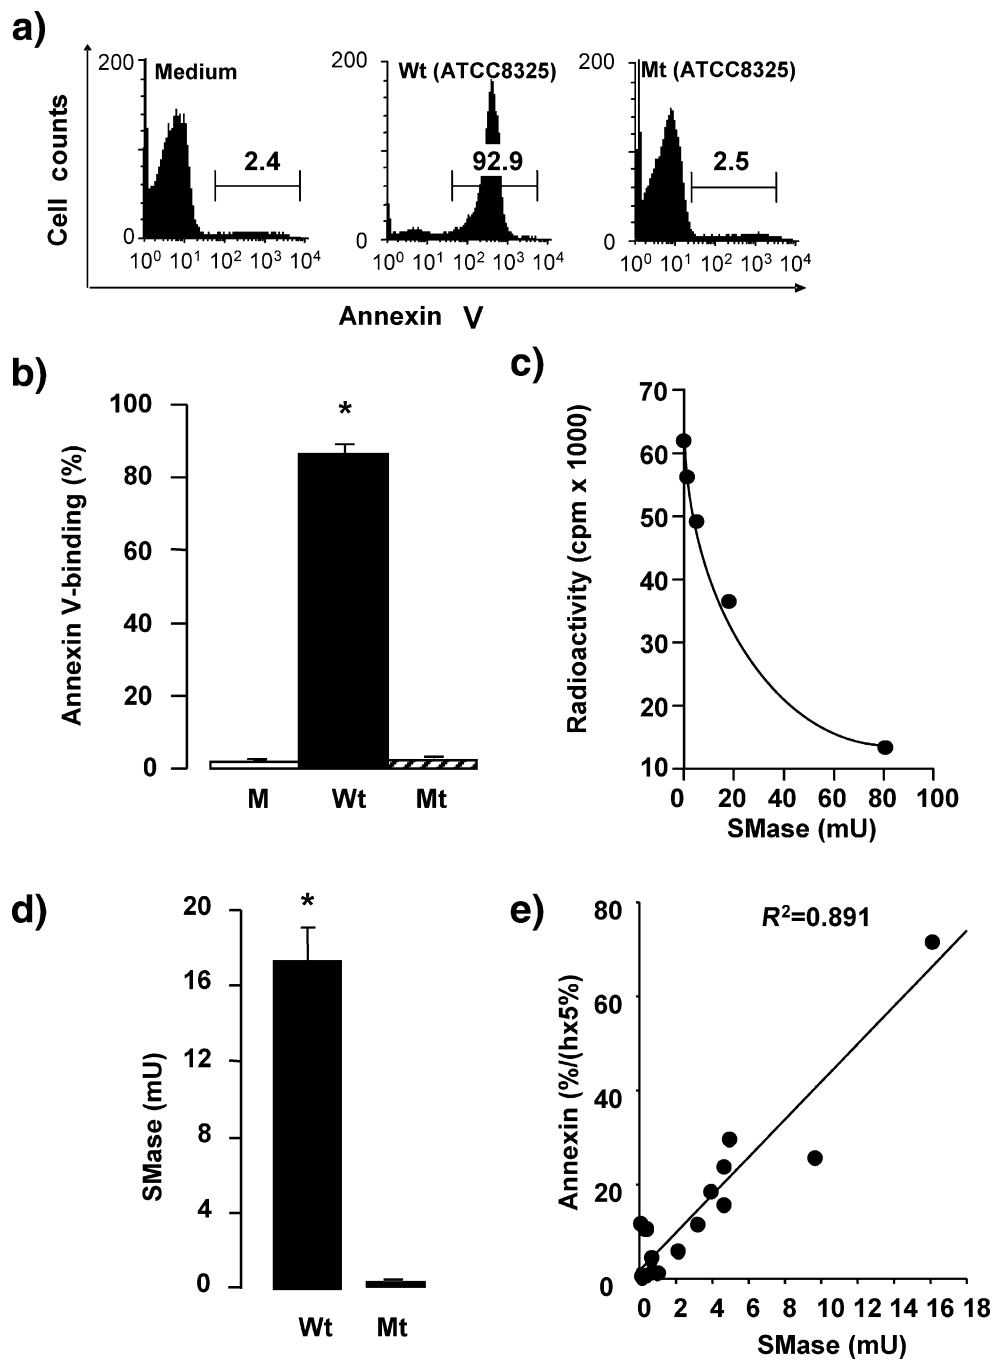 a)
Cell counts
200
0
Medium
2.4
10⁰ 10¹ 10² 10³ 10⁴
200
0
Wt (ATCC8325)
92.9
10⁰ 10¹ 10² 10³ 10⁴
200
0
Mt (ATCC8325)
2.5
10⁰ 10¹ 10² 10³ 10⁴
Annexin V
b)
Annexin V-binding (%)
100
80
60
40
20
0
*
M Wt Mt
c)
Radioactivity (cpm x 1000)
70
60
50
40
30
20
10
0 20 40 60 80 100
SMase (mU)
d)
SMase (mU)
20
16
12
8
4
0
*
Wt Mt
e)
Annexin (%/(hx5%)
80
60
40
20
0
R²=0.891
0 2 4 6 8 10 12 14 16 18
SMase (mU)